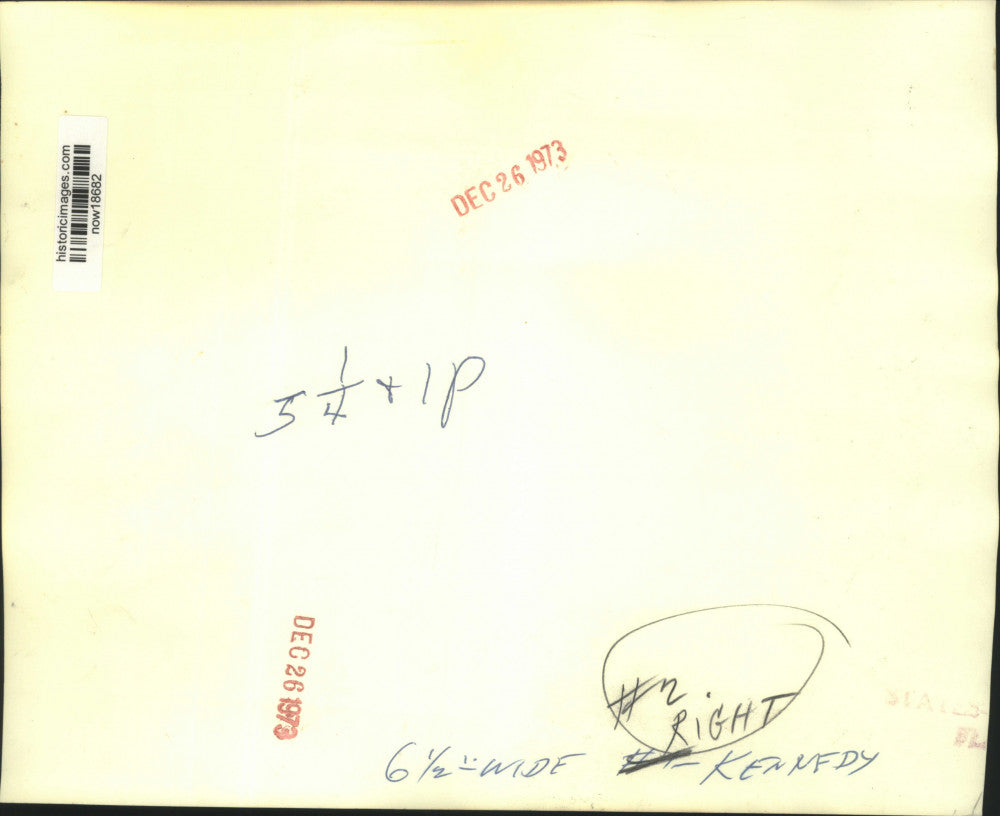 historicimages.com
now18682
DEC 26 1973
5 1/4 + 1P
DEC 26 1973
#2
RIGHT
6 1/2" WIDE #1- KENNEDY